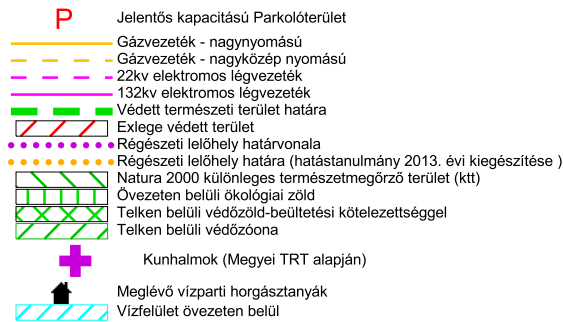 P Jelentős kapacitású Parkolóterület
Gázvezeték - nagynyomású
Gázvezeték - nagyközép nyomású
22kv elektromos légvezeték
132kv elektromos légvezeték
Védett természeti terület határa
Exlege védett terület
Régészeti lelőhely határvonala
Régészeti lelőhely határa (hatástanulmány 2013. évi kiegészítése )
Natura 2000 különleges természetmegőrző terület (ktt)
Övezeten belüli ökológiai zöld
Telken belüli védőzöld-beültetési kötelezettséggel
Telken belüli védőzóona
Kunhalmok (Megyei TRT alapján)
Meglévő vízparti horgásztanyák
Vízfelület övezeten belül